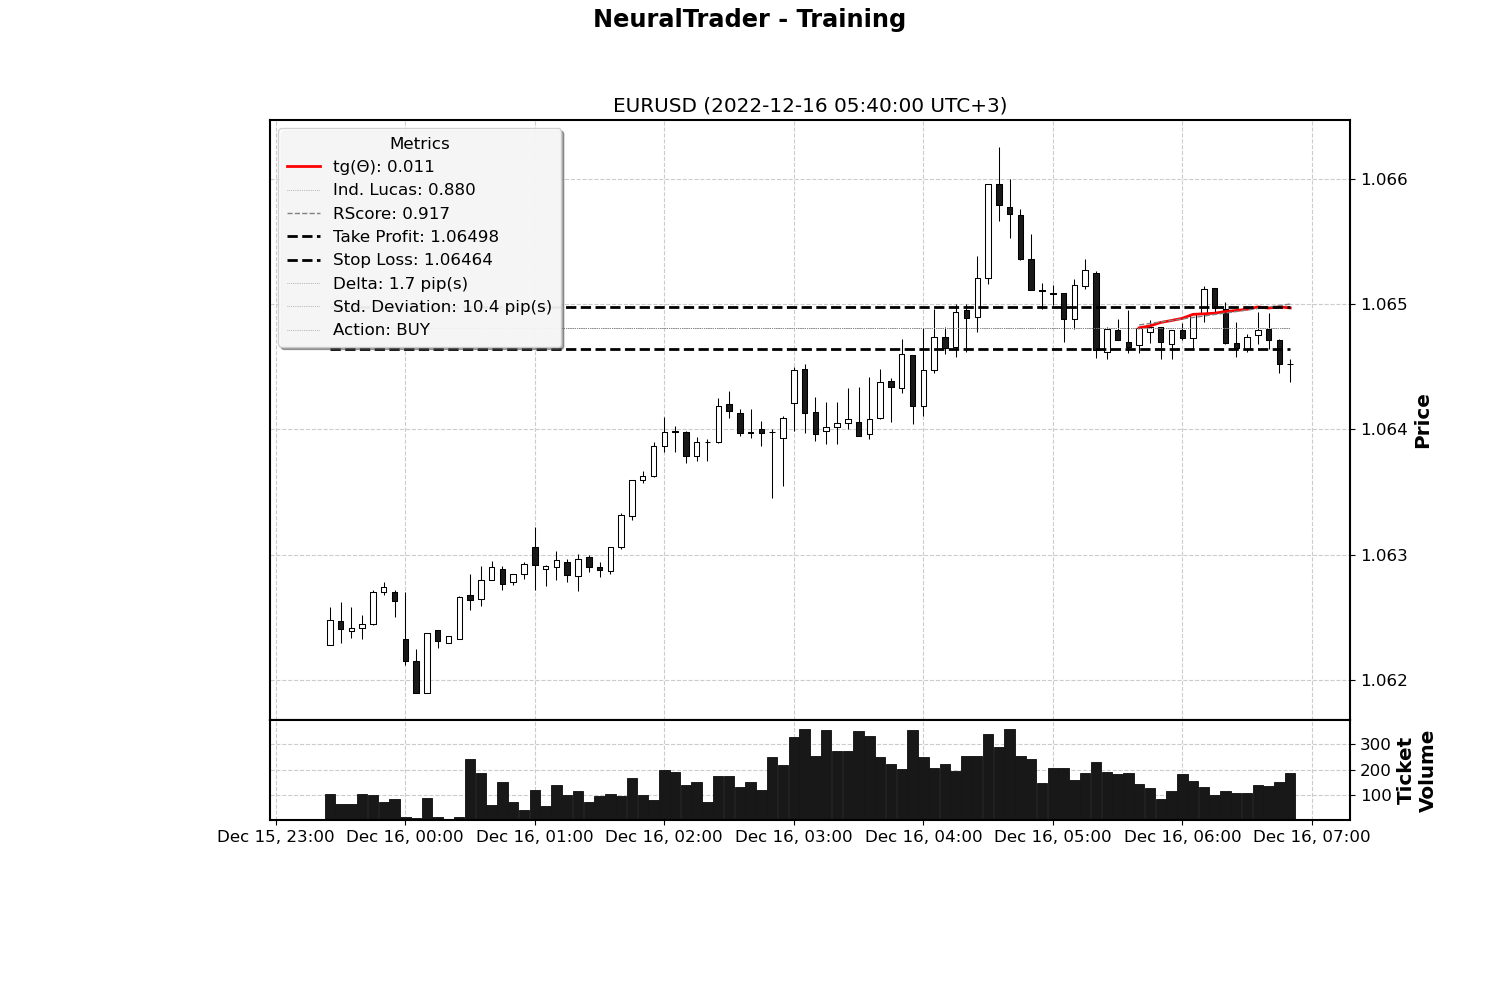 NeuralTrader - Training
EURUSD (2022-12-16 05:40:00 UTC+3)
Metrics
tg(Θ): 0.011
Ind. Lucas: 0.880
RScore: 0.917
Take Profit: 1.06498
Stop Loss: 1.06464
Delta: 1.7 pip(s)
Std. Deviation: 10.4 pip(s)
Action: BUY
1.066
1.065
1.064
1.063
1.062
Price
300
200
100
Ticket
Volume
Dec 15, 23:00 Dec 16, 00:00 Dec 16, 01:00 Dec 16, 02:00 Dec 16, 03:00 Dec 16, 04:00 Dec 16, 05:00 Dec 16, 06:00 Dec 16, 07:00